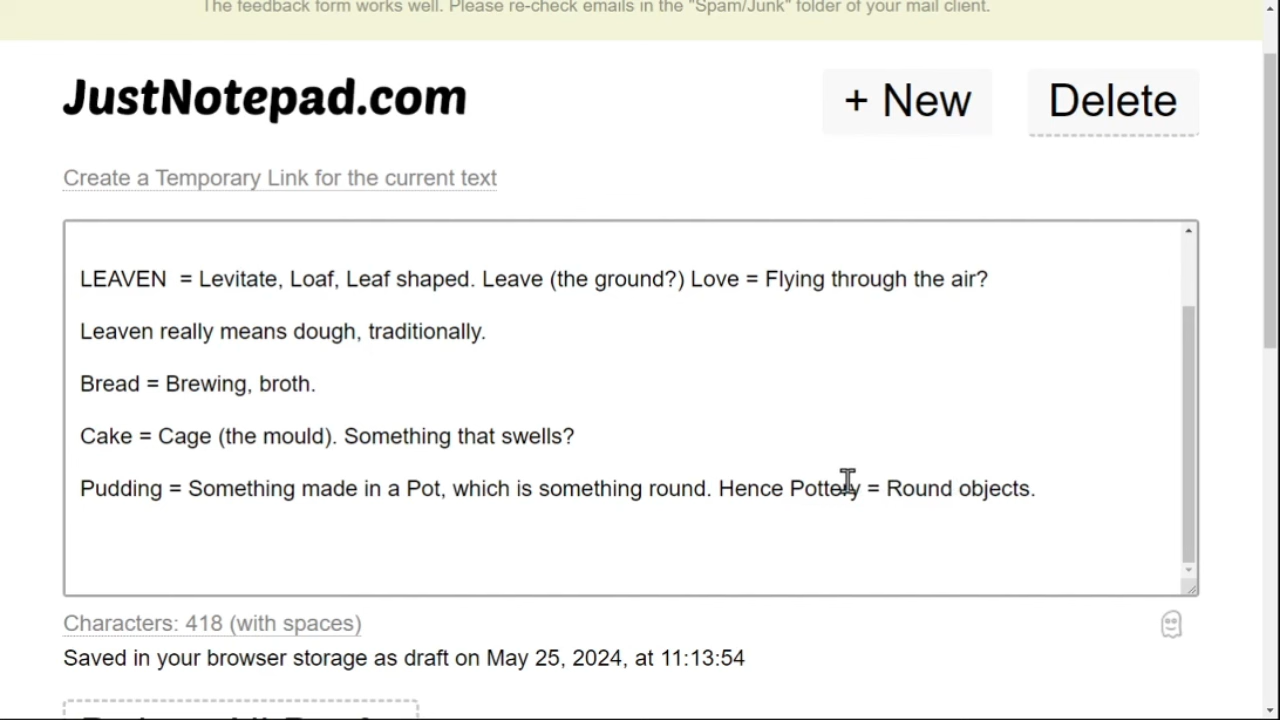 The feedback form works well. Please re-check emails in the "Spam/Junk" folder of your mail client.
JustNotepad.com
+ New
Delete
Create a Temporary Link for the current text
LEAVEN  = Levitate, Loaf, Leaf shaped. Leave (the ground?) Love = Flying through the air?
Leaven really means dough, traditionally.
Bread = Brewing, broth.
Cake = Cage (the mould). Something that swells?
Pudding = Something made in a Pot, which is something round. Hence Pottery = Round objects.
Characters: 418 (with spaces)
Saved in your browser storage as draft on May 25, 2024, at 11:13:54